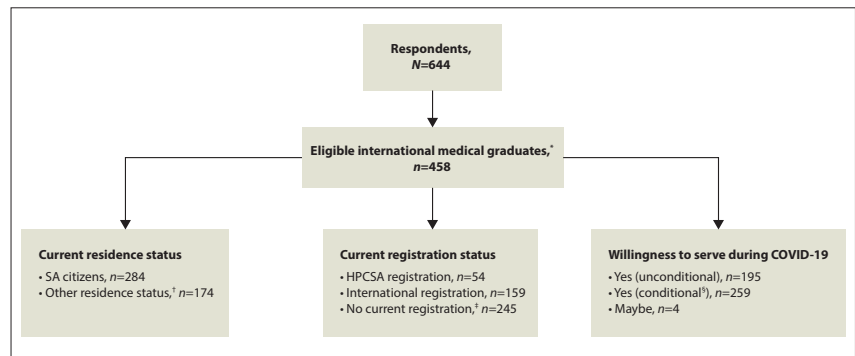 Respondents,
N=644
Eligible international medical graduates,*
n=458
Current residence status
• SA citizens, n=284
• Other residence status,† n=174
Current registration status
• HPCSA registration, n=54
• International registration, n=159
• No current registration,‡ n=245
Willingness to serve during COVID-19
• Yes (unconditional), n=195
• Yes (conditional§), n=259
• Maybe, n=4